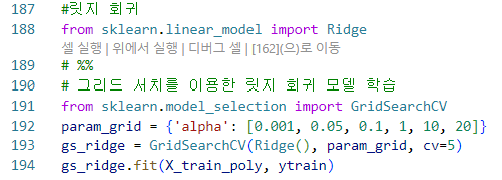 187 #릿지 회귀
188 from sklearn.linear_model import Ridge
셀 실행 | 위에서 실행 | 디버그 셀 | [162](으)로 이동
189 # %%
190 # 그리드 서치를 이용한 릿지 회귀 모델 학습
191 from sklearn.model_selection import GridSearchCV
192 param_grid = {'alpha': [0.001, 0.05, 0.1, 1, 10, 20]}
193 gs_ridge = GridSearchCV(Ridge(), param_grid, cv=5)
194 gs_ridge.fit(X_train_poly, ytrain)